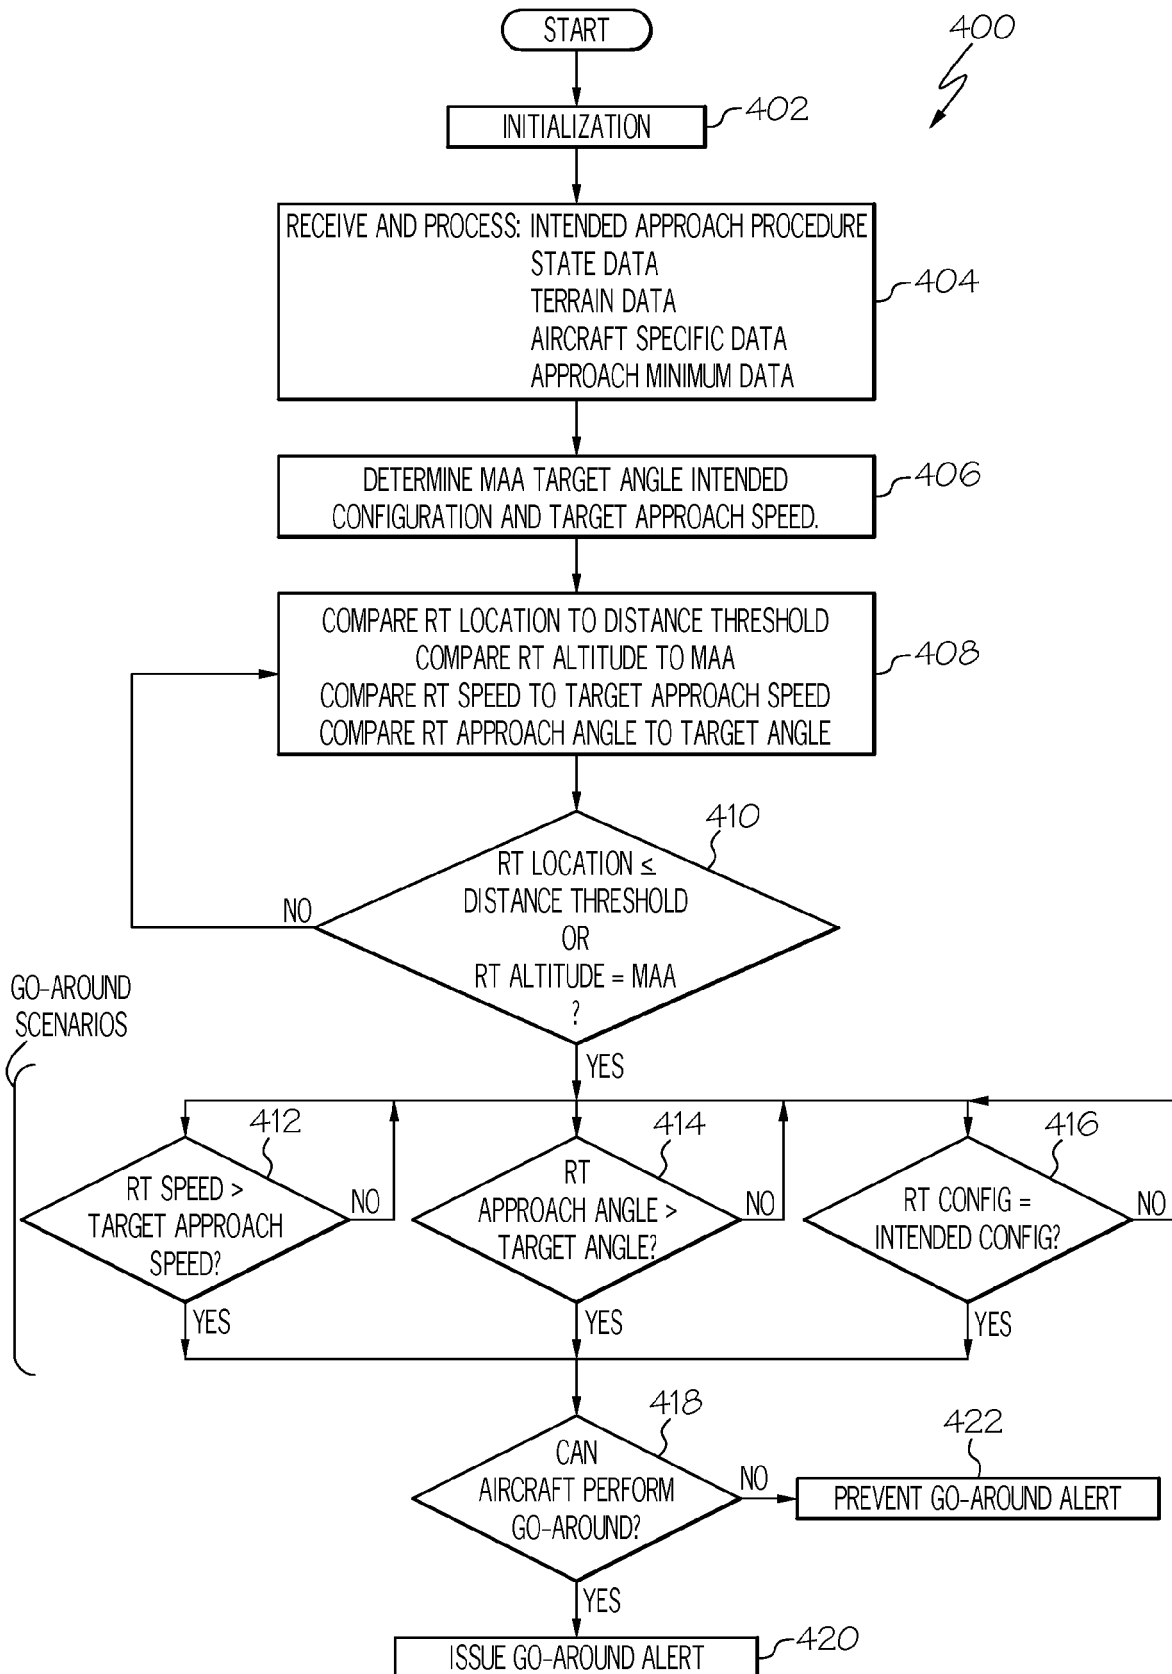 START
400
INITIALIZATION
402
RECEIVE AND PROCESS: INTENDED APPROACH PROCEDURE
STATE DATA
TERRAIN DATA
AIRCRAFT SPECIFIC DATA
APPROACH MINIMUM DATA
404
DETERMINE MAA TARGET ANGLE INTENDED
CONFIGURATION AND TARGET APPROACH SPEED.
406
COMPARE RT LOCATION TO DISTANCE THRESHOLD
COMPARE RT ALTITUDE TO MAA
COMPARE RT SPEED TO TARGET APPROACH SPEED
COMPARE RT APPROACH ANGLE TO TARGET ANGLE
408
410
RT LOCATION ≤
DISTANCE THRESHOLD
OR
RT ALTITUDE = MAA
?
NO
YES
GO-AROUND
SCENARIOS
412
RT SPEED >
TARGET APPROACH
SPEED?
NO
YES
414
RT
APPROACH ANGLE >
TARGET ANGLE?
NO
YES
416
RT CONFIG =
INTENDED CONFIG?
NO
YES
418
CAN
AIRCRAFT PERFORM
GO-AROUND?
NO
YES
422
PREVENT GO-AROUND ALERT
ISSUE GO-AROUND ALERT
420